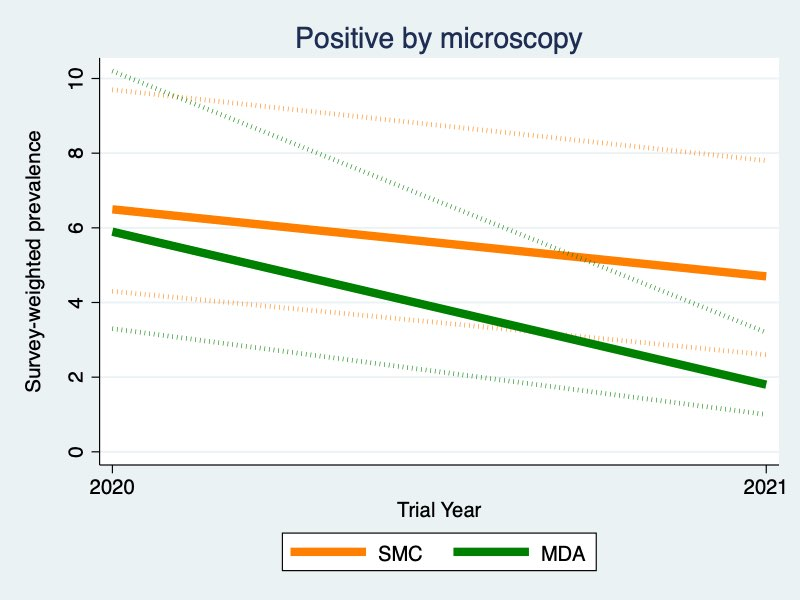 Positive by microscopy
Survey-weighted prevalence
10
8
6
4
2
0
2020
2021
Trial Year
SMC
MDA